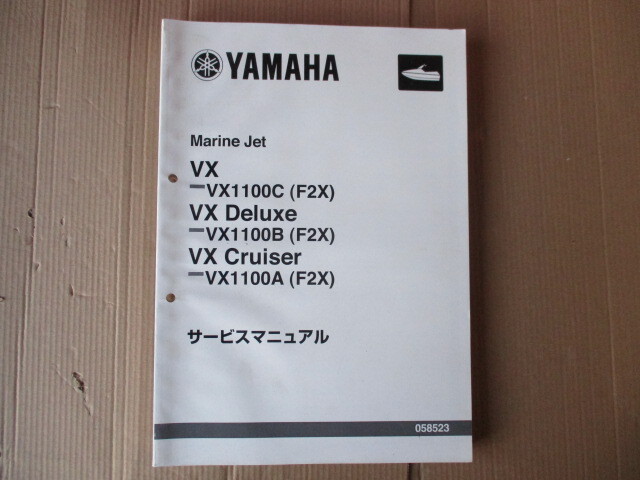 YAMAHA
Marine Jet
VX
VX1100C (F2X)
VX Deluxe
VX1100B (F2X)
VX Cruiser
VX1100A (F2X)
サービスマニュアル
058523